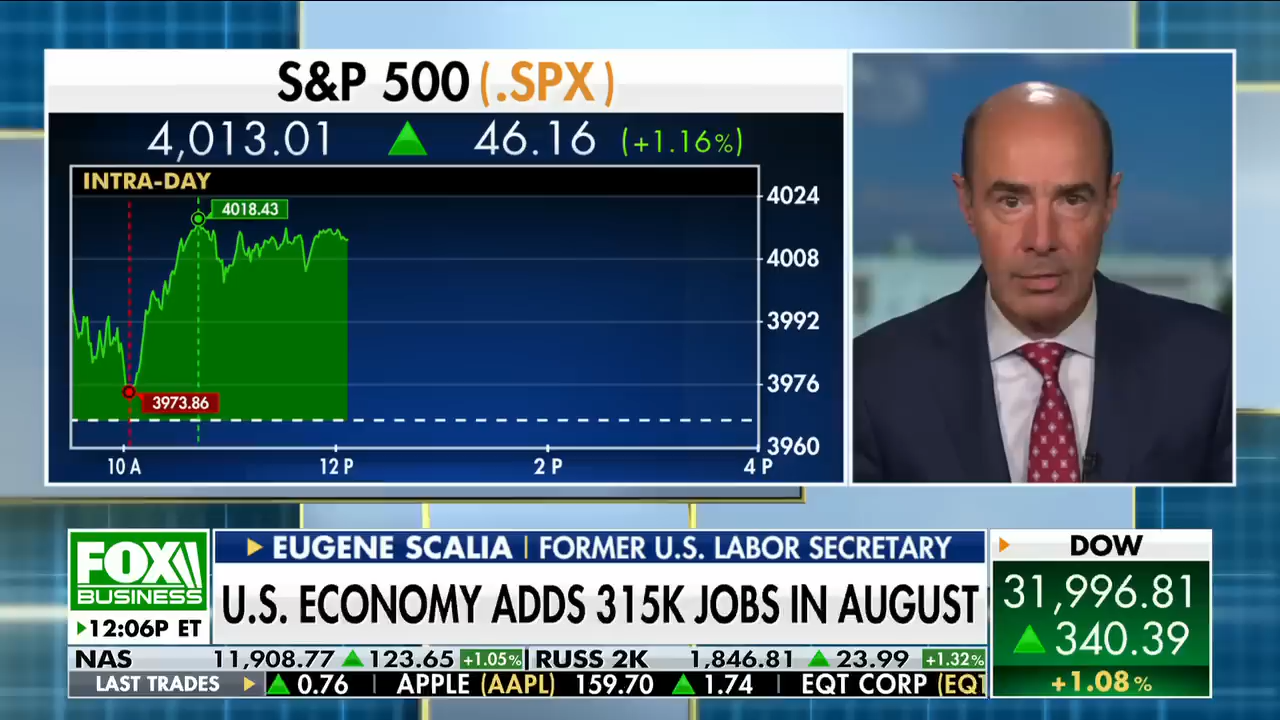 S&P 500 (.SPX)
4,013.01 ▲ 46.16 (+1.16%)
INTRA-DAY
4018.43
3973.86
4024
4008
3992
3976
3960
10 A 12 P 2 P 4 P
FOX
BUSINESS
12:06P ET
EUGENE SCALIA | FORMER U.S. LABOR SECRETARY
U.S. ECONOMY ADDS 315K JOBS IN AUGUST
DOW
31,996.81
▲ 340.39
+1.08%
NAS 11,908.77 ▲ 123.65 +1.05% RUSS 2K 1,846.81 ▲ 23.99 +1.32%
LAST TRADES ▲ 0.76 | APPLE (AAPL) 159.70 ▲ 1.74 | EQT CORP (EQT